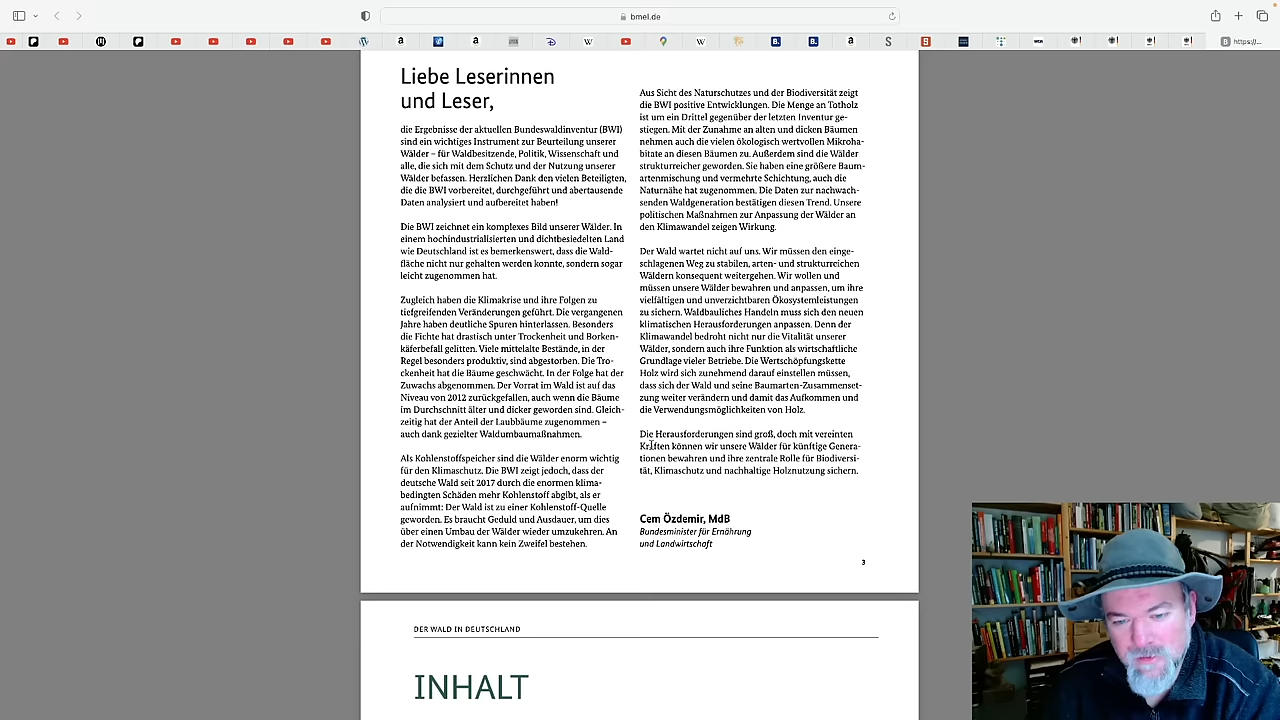 bmel.de
https://...
Liebe Leserinnen
und Leser,
die Ergebnisse der aktuellen Bundeswaldinventur (BWI)
sind ein wichtiges Instrument zur Beurteilung unserer
Wälder – für Waldbesitzende, Politik, Wissenschaft und
alle, die sich mit dem Schutz und der Nutzung unserer
Wälder befassen. Herzlichen Dank den vielen Beteiligten,
die die BWI vorbereitet, durchgeführt und abertausende
Daten analysiert und aufbereitet haben!
Die BWI zeichnet ein komplexes Bild unserer Wälder. In
einem hochindustrialisierten und dichtbesiedelten Land
wie Deutschland ist es bemerkenswert, dass die Wald-
fläche nicht nur gehalten werden konnte, sondern sogar
leicht zugenommen hat.
Zugleich haben die Klimakrise und ihre Folgen zu
tiefgreifenden Veränderungen geführt. Die vergangenen
Jahre haben deutliche Spuren hinterlassen. Besonders
die Fichte hat drastisch unter Trockenheit und Borken-
käferbefall gelitten. Viele mittelalte Bestände, in der
Regel besonders produktiv, sind abgestorben. Die Tro-
ckenheit hat die Bäume geschwächt. In der Folge hat der
Zuwachs abgenommen. Der Vorrat im Wald ist auf das
Niveau von 2012 zurückgefallen, auch wenn die Bäume
im Durchschnitt älter und dicker geworden sind. Gleich-
zeitig hat der Anteil der Laubbäume zugenommen –
auch dank gezielter Waldumbaumaßnahmen.
Als Kohlenstoffspeicher sind die Wälder enorm wichtig
für den Klimaschutz. Die BWI zeigt jedoch, dass der
deutsche Wald seit 2017 durch die enormen klima-
bedingten Schäden mehr Kohlenstoff abgibt, als er
aufnimmt: Der Wald ist zu einer Kohlenstoff-Quelle
geworden. Es braucht Geduld und Ausdauer, um dies
über einen Umbau der Wälder wieder umzukehren. An
der Notwendigkeit kann kein Zweifel bestehen.
Aus Sicht des Naturschutzes und der Biodiversität zeigt
die BWI positive Entwicklungen. Die Menge an Totholz
ist um ein Drittel gegenüber der letzten Inventur ge-
stiegen. Mit der Zunahme an alten und dicken Bäumen
nehmen auch die vielen ökologisch wertvollen Mikroha-
bitate an diesen Bäumen zu. Außerdem sind die Wälder
strukturreicher geworden. Sie haben eine größere Baum-
artenmischung und vermehrte Schichtung, auch die
Naturnähe hat zugenommen. Die Daten zur nachwach-
senden Waldgeneration bestätigen diesen Trend. Unsere
politischen Maßnahmen zur Anpassung der Wälder an
den Klimawandel zeigen Wirkung.
Der Wald wartet nicht auf uns. Wir müssen den einge-
schlagenen Weg zu stabilen, arten- und strukturreichen
Wäldern konsequent weitergehen. Wir wollen und
müssen unsere Wälder bewahren und anpassen, um ihre
vielfältigen und unverzichtbaren Ökosystemleistungen
zu sichern. Waldbauliches Handeln muss sich den neuen
klimatischen Herausforderungen anpassen. Denn der
Klimawandel bedroht nicht nur die Vitalität unserer
Wälder, sondern auch ihre Funktion als wirtschaftliche
Grundlage vieler Betriebe. Die Wertschöpfungskette
Holz wird sich zunehmend darauf einstellen müssen,
dass sich der Wald und seine Baumarten-Zusammenset-
zung weiter verändern und damit das Aufkommen und
die Verwendungsmöglichkeiten von Holz.
Die Herausforderungen sind groß, doch mit vereinten
Kräften können wir unsere Wälder für künftige Genera-
tionen bewahren und ihre zentrale Rolle für Biodiversi-
tät, Klimaschutz und nachhaltige Holznutzung sichern.
Cem Özdemir, MdB
Bundesminister für Ernährung
und Landwirtschaft
3
DER WALD IN DEUTSCHLAND
INHALT